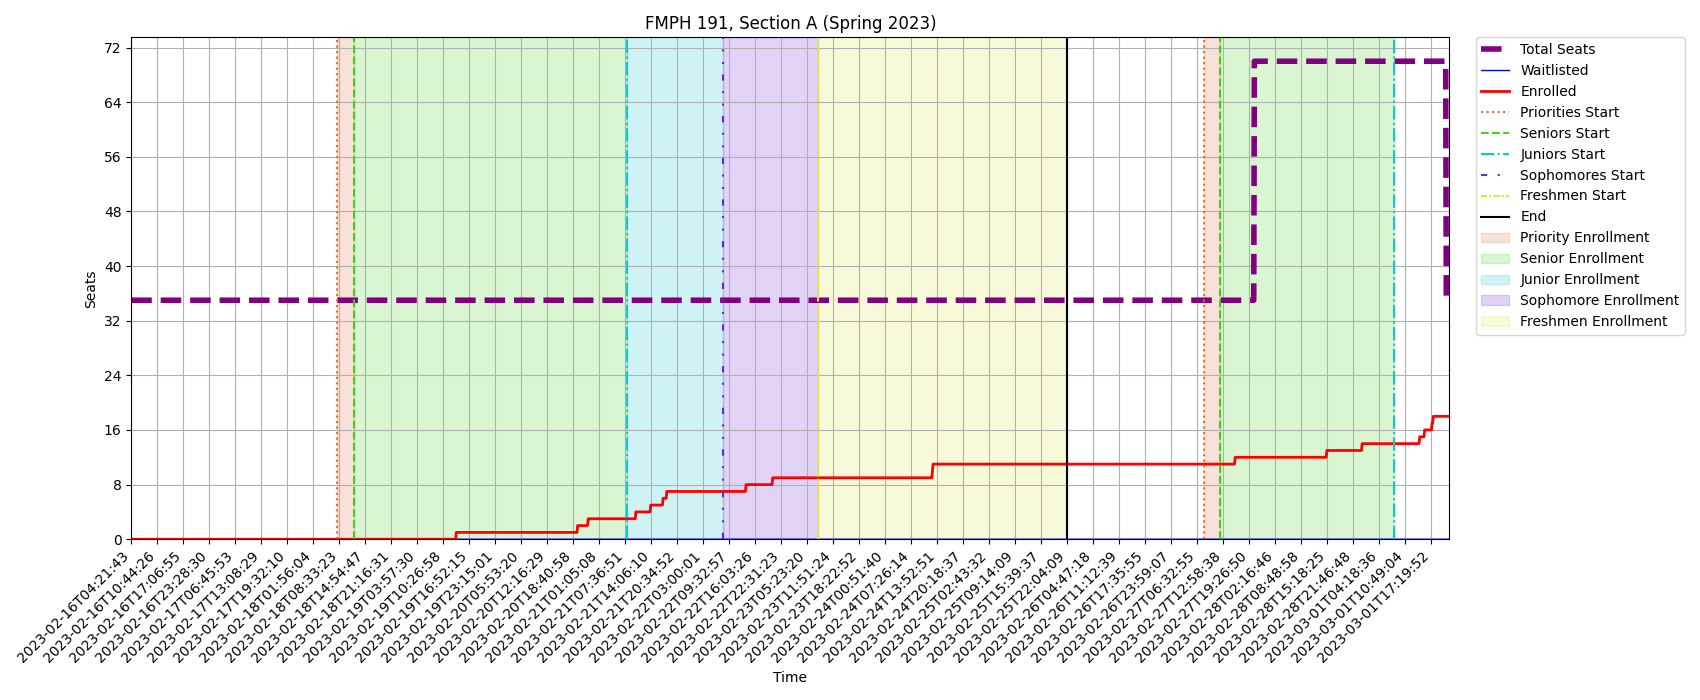 FMPH 191, Section A (Spring 2023)
72
64
56
48
40
32
24
16
8
0
Seats
2023-02-16T04:21:43
2023-02-16T10:44:26
2023-02-16T17:06:55
2023-02-16T23:28:30
2023-02-17T06:45:53
2023-02-17T13:08:29
2023-02-17T19:32:10
2023-02-18T01:56:04
2023-02-18T08:33:23
2023-02-18T14:54:47
2023-02-18T21:16:31
2023-02-19T03:57:30
2023-02-19T10:26:58
2023-02-19T16:52:15
2023-02-19T23:15:01
2023-02-20T05:53:20
2023-02-20T12:16:29
2023-02-20T18:40:58
2023-02-21T01:05:08
2023-02-21T07:36:51
2023-02-21T14:06:10
2023-02-21T20:34:52
2023-02-22T03:00:01
2023-02-22T09:32:57
2023-02-22T16:03:26
2023-02-22T22:31:23
2023-02-23T05:23:20
2023-02-23T11:51:24
2023-02-23T18:22:52
2023-02-24T00:51:40
2023-02-24T07:26:14
2023-02-24T13:52:51
2023-02-24T20:18:37
2023-02-25T02:43:32
2023-02-25T09:14:09
2023-02-25T15:39:37
2023-02-25T22:04:09
2023-02-26T04:47:18
2023-02-26T11:12:39
2023-02-26T17:35:55
2023-02-26T23:59:07
2023-02-27T06:32:55
2023-02-27T12:58:38
2023-02-27T19:26:50
2023-02-28T02:16:46
2023-02-28T08:48:58
2023-02-28T15:18:25
2023-02-28T21:46:48
2023-03-01T04:18:36
2023-03-01T10:49:04
2023-03-01T17:19:52
Time
Total Seats
Waitlisted
Enrolled
Priorities Start
Seniors Start
Juniors Start
Sophomores Start
Freshmen Start
End
Priority Enrollment
Senior Enrollment
Junior Enrollment
Sophomore Enrollment
Freshmen Enrollment